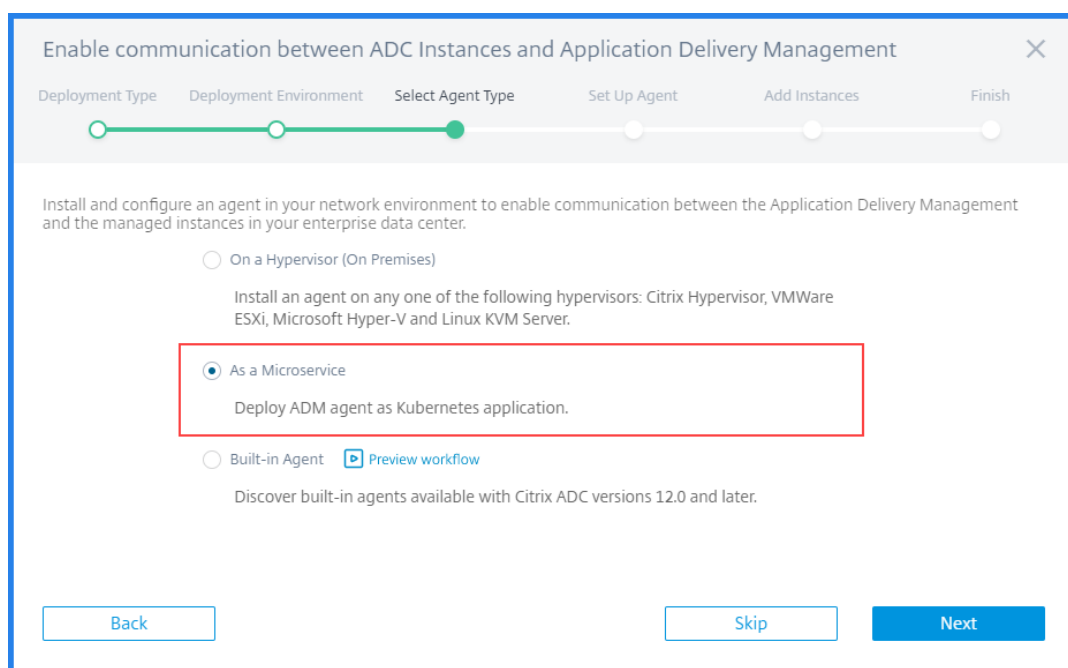 Enable communication between ADC Instances and Application Delivery Management
Deployment Type Deployment Environment Select Agent Type Set Up Agent Add Instances Finish
Install and configure an agent in your network environment to enable communication between the Application Delivery Management
and the managed instances in your enterprise data center.
On a Hypervisor (On Premises)
Install an agent on any one of the following hypervisors: Citrix Hypervisor, VMWare
ESXi, Microsoft Hyper-V and Linux KVM Server.
As a Microservice
Deploy ADM agent as Kubernetes application.
Built-in Agent Preview workflow
Discover built-in agents available with Citrix ADC versions 12.0 and later.
Back Skip Next